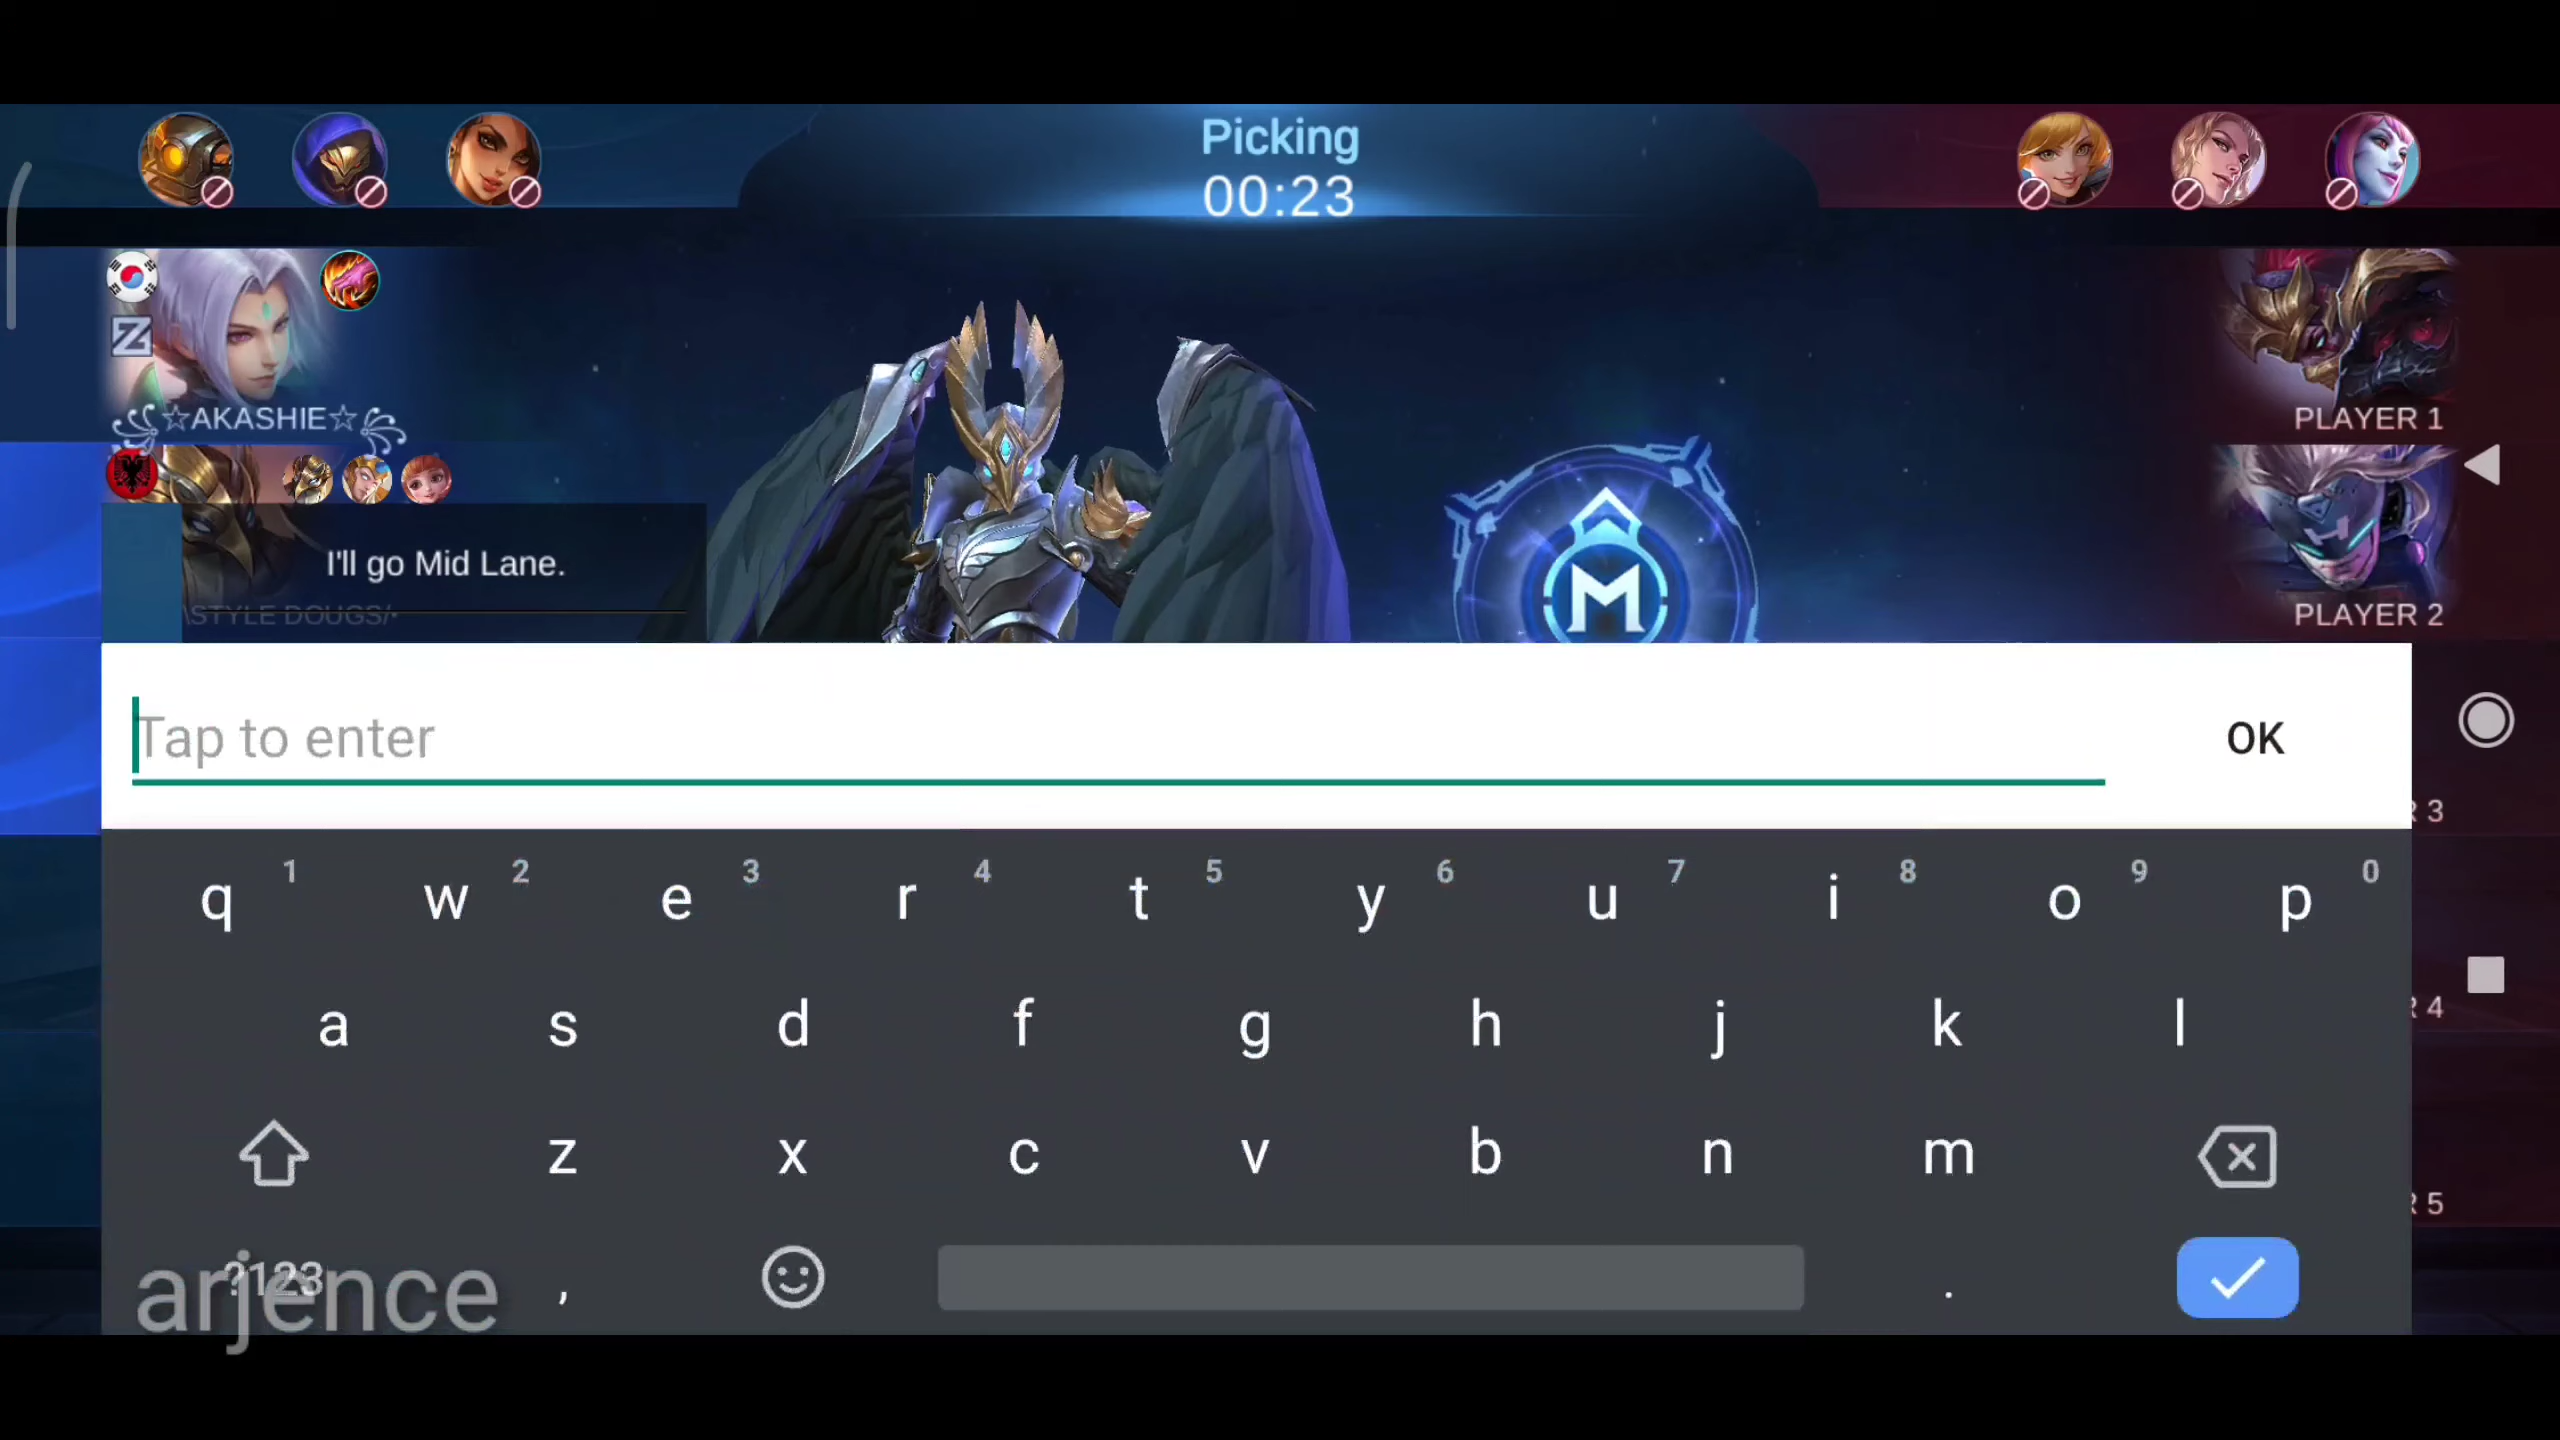 Picking
00:23
☆AKASHIE☆
PLAYER 1
I'll go Mid Lane.
\STYLE DOUGS/•
PLAYER 2
Tap to enter
OK
R 3
q 1 w 2 e 3 r 4 t 5 y 6 u 7 i 8 o 9 p 0
a s d f g h j k l
R 4
z x c v b n m
R 5
?123 , .
arjence